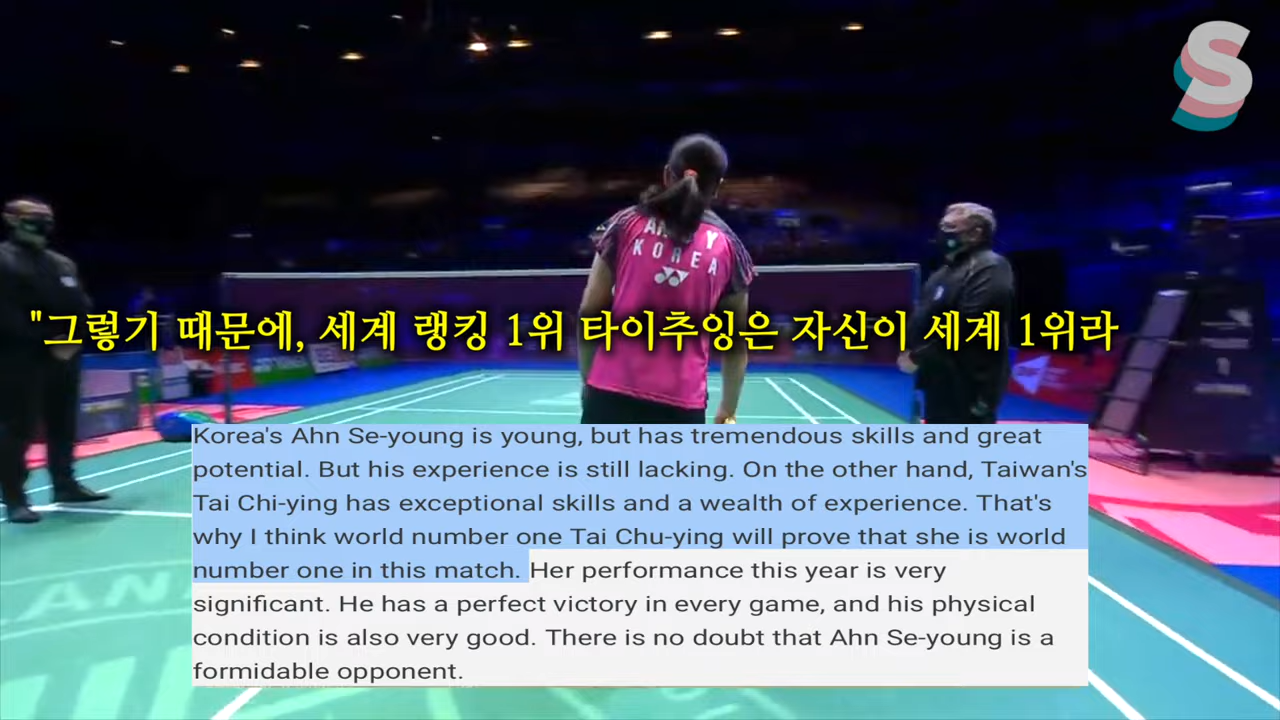 S
KOREA
"그렇기 때문에, 세계 랭킹 1위 타이추잉은 자신이 세계 1위라
Korea's Ahn Se-young is young, but has tremendous skills and great
potential. But his experience is still lacking. On the other hand, Taiwan's
Tai Chi-ying has exceptional skills and a wealth of experience. That's
why I think world number one Tai Chu-ying will prove that she is world
number one in this match. Her performance this year is very
significant. He has a perfect victory in every game, and his physical
condition is also very good. There is no doubt that Ahn Se-young is a
formidable opponent.